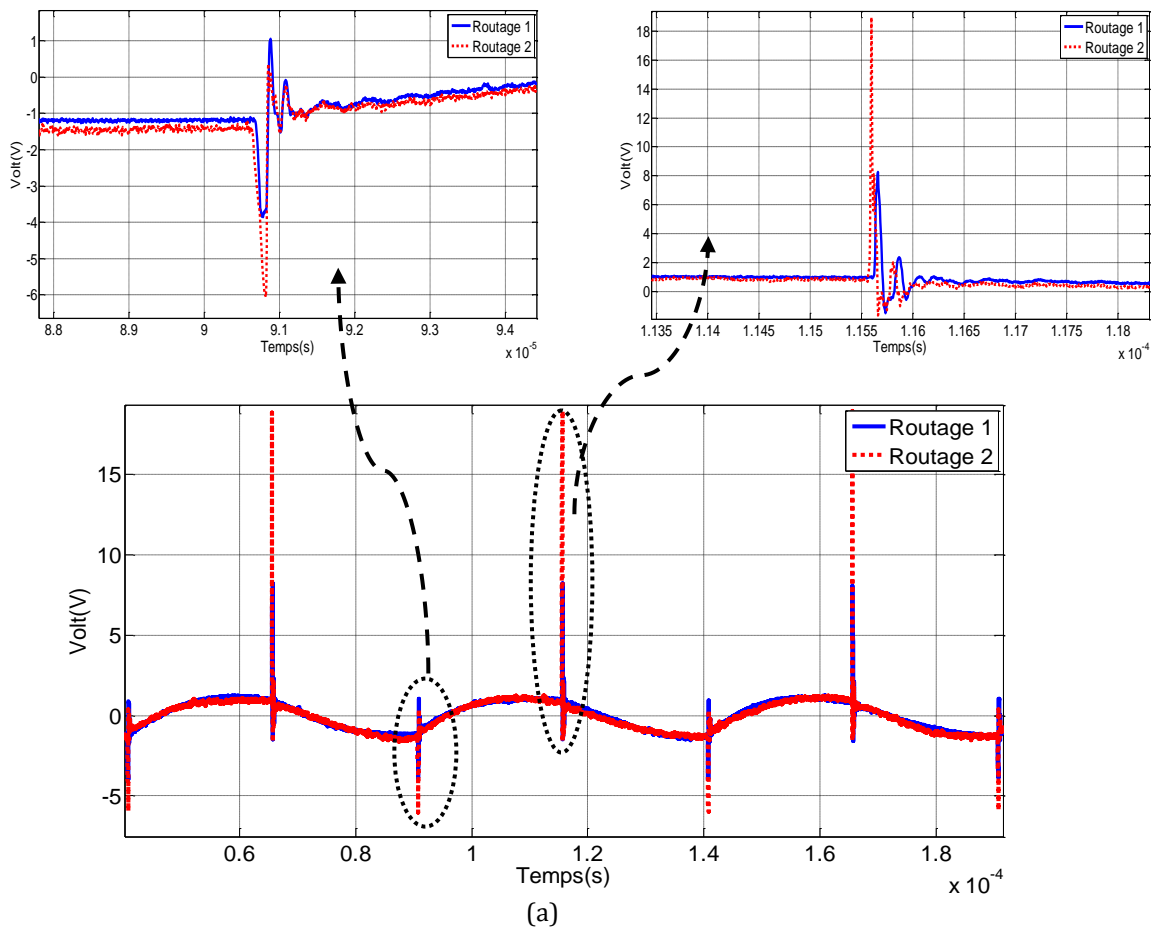 Routage 1
Routage 2
1
0
-1
-2
-3
-4
-5
-6
Volt(V)
8.8 8.9 9 9.1 9.2 9.3 9.4
Temps(s)
x 10-5
Routage 1
Routage 2
18
16
14
12
10
8
6
4
2
0
Volt(V)
1.135 1.14 1.145 1.15 1.155 1.16 1.165 1.17 1.175 1.18
Temps(s)
x 10-4
Routage 1
Routage 2
15
10
5
0
-5
Volt(V)
0.6 0.8 1 1.2 1.4 1.6 1.8
Temps(s)
x 10-4
(a)